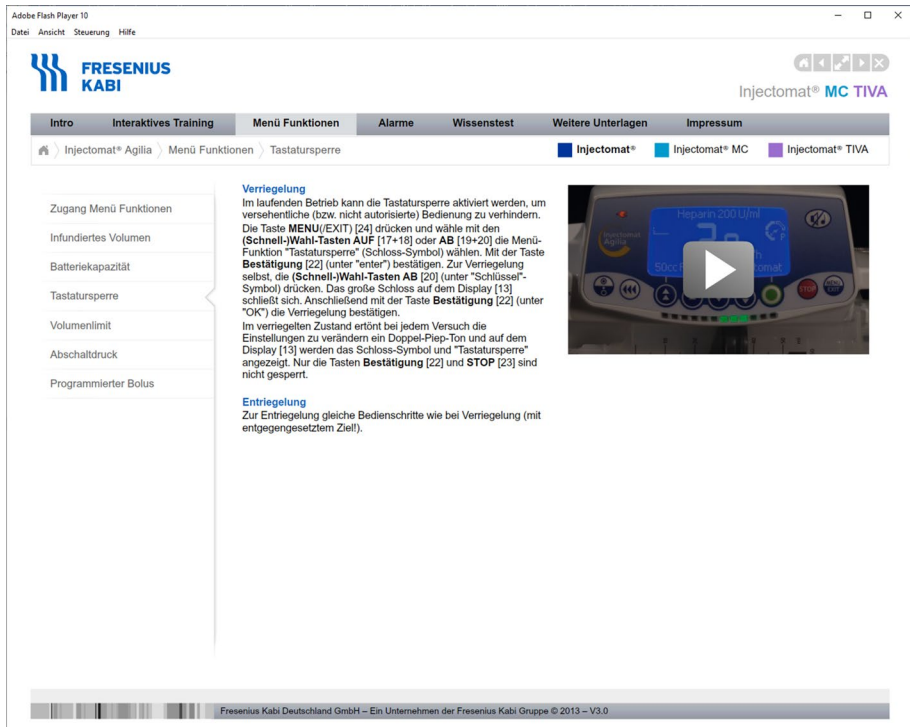 Adobe Flash Player 10
Datei Ansicht Steuerung Hilfe
FRESENIUS
KABI
Injectomat® MC TIVA
Intro Interaktives Training Menü Funktionen Alarme Wissenstest Weitere Unterlagen Impressum
Injectomat® Agilia Menü Funktionen Tastatursperre
Injectomat® Injectomat® MC Injectomat® TIVA
Zugang Menü Funktionen
Infundiertes Volumen
Batteriekapazität
Tastatursperre
Volumenlimit
Abschaltdruck
Programmierter Bolus
Verriegelung
Im laufenden Betrieb kann die Tastatursperre aktiviert werden, um
versehentliche (bzw. nicht autorisierte) Bedienung zu verhindern.
Die Taste MENU(/EXIT) [24] drücken und wähle mit den
(Schnell-)Wahl-Tasten AUF [17+18] oder AB [19+20] die Menü-
Funktion "Tastatursperre" (Schloss-Symbol) wählen. Mit der Taste
Bestätigung [22] (unter "enter") bestätigen. Zur Verriegelung
selbst, die (Schnell-)Wahl-Tasten AB [20] (unter "Schlüssel"-
Symbol) drücken. Das große Schloss auf dem Display [13]
schließt sich. Anschließend mit der Taste Bestätigung [22] (unter
"OK") die Verriegelung bestätigen.
Im verriegelten Zustand ertönt bei jedem Versuch die
Einstellungen zu verändern ein Doppel-Piep-Ton und auf dem
Display [13] werden das Schloss-Symbol und "Tastatursperre"
angezeigt. Nur die Tasten Bestätigung [22] und STOP [23] sind
nicht gesperrt.
Entriegelung
Zur Entriegelung gleiche Bedienschritte wie bei Verriegelung (mit
entgegengesetztem Ziel!).
Heparin 200 U/ml
Injectomat
Agilia
50cc
STOP
MENU
EXIT
Fresenius Kabi Deutschland GmbH – Ein Unternehmen der Fresenius Kabi Gruppe © 2013 – V3.0